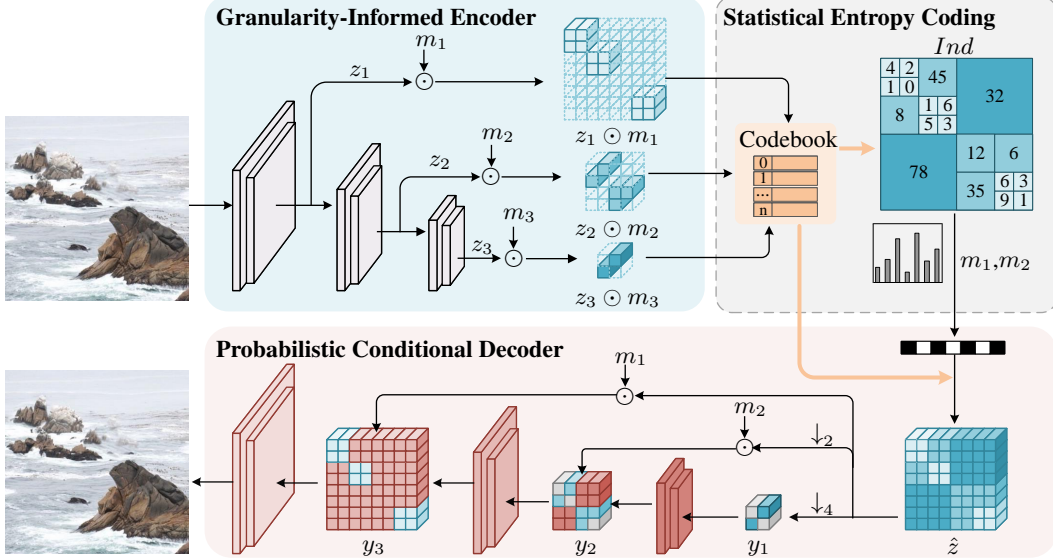 Granularity-Informed Encoder
Statistical Entropy Coding
m₁
z₁
z₁ ⊙ m₁
m₂
z₂
z₂ ⊙ m₂
m₃
z₃
z₃ ⊙ m₃
Codebook
0
1
...
n
Ind
4 2 45 32
1 0
8 1 6
5 3
78 12 6
35 6 3
9 1
m₁,m₂
Probabilistic Conditional Decoder
m₁
m₂
↓₂
↓₄
y₃
y₂
y₁
ẑ